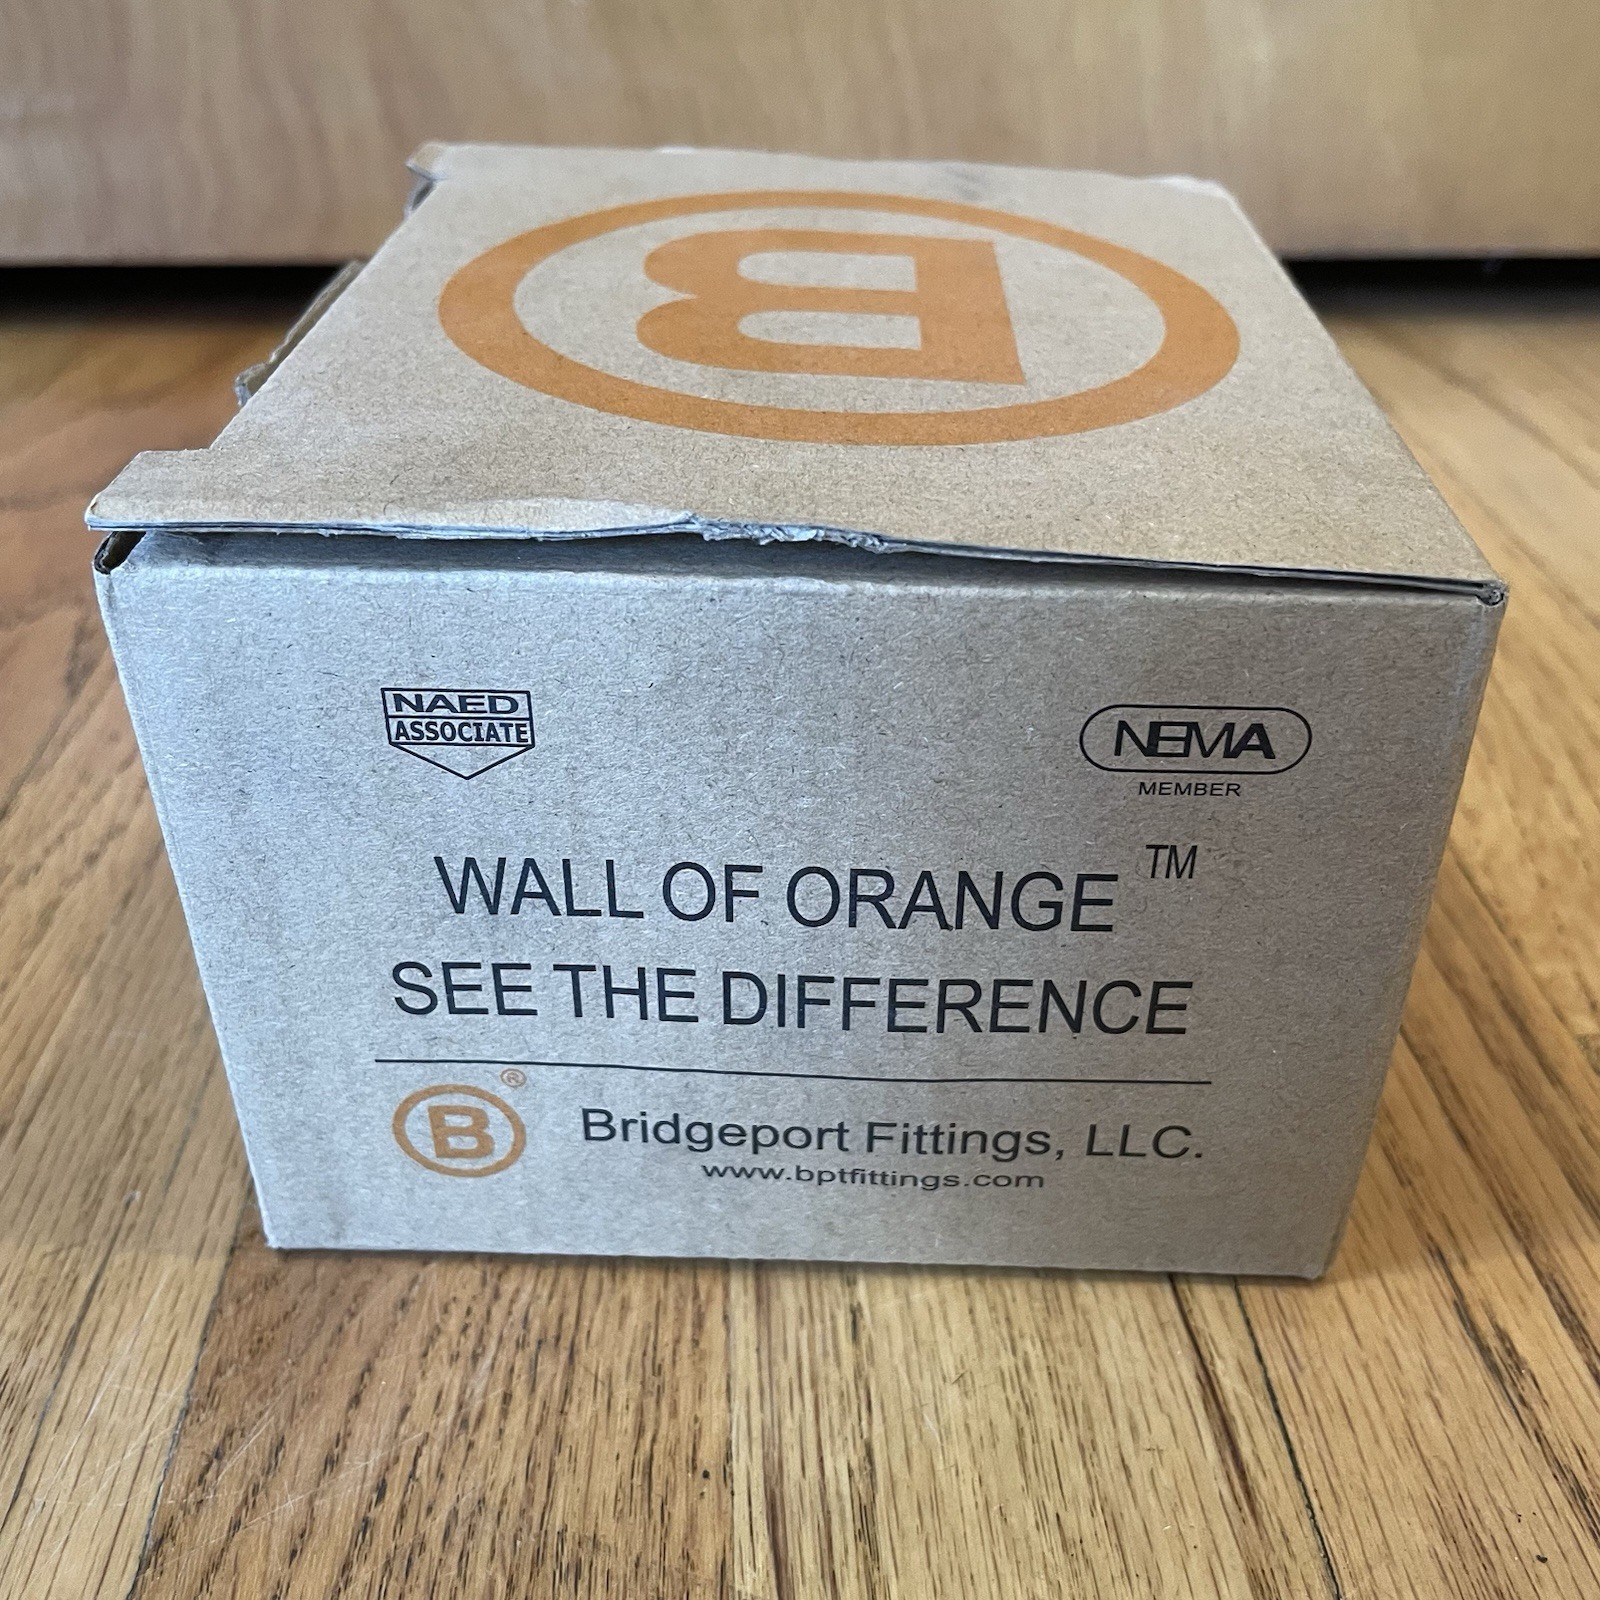 B
NAED
ASSOCIATE
NEMA
MEMBER
WALL OF ORANGE ™
SEE THE DIFFERENCE
B ®
Bridgeport Fittings, LLC.
www.bptfittings.com